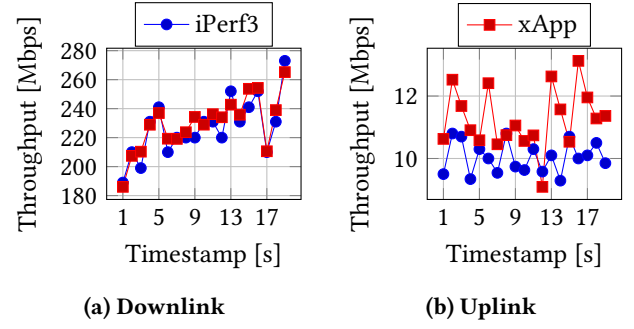 iPerf3
xApp
Throughput [Mbps]
280
260
240
220
200
180
1 5 9 13 17
Timestamp [s]
(a) Downlink
Throughput [Mbps]
12
10
1 5 9 13 17
Timestamp [s]
(b) Uplink